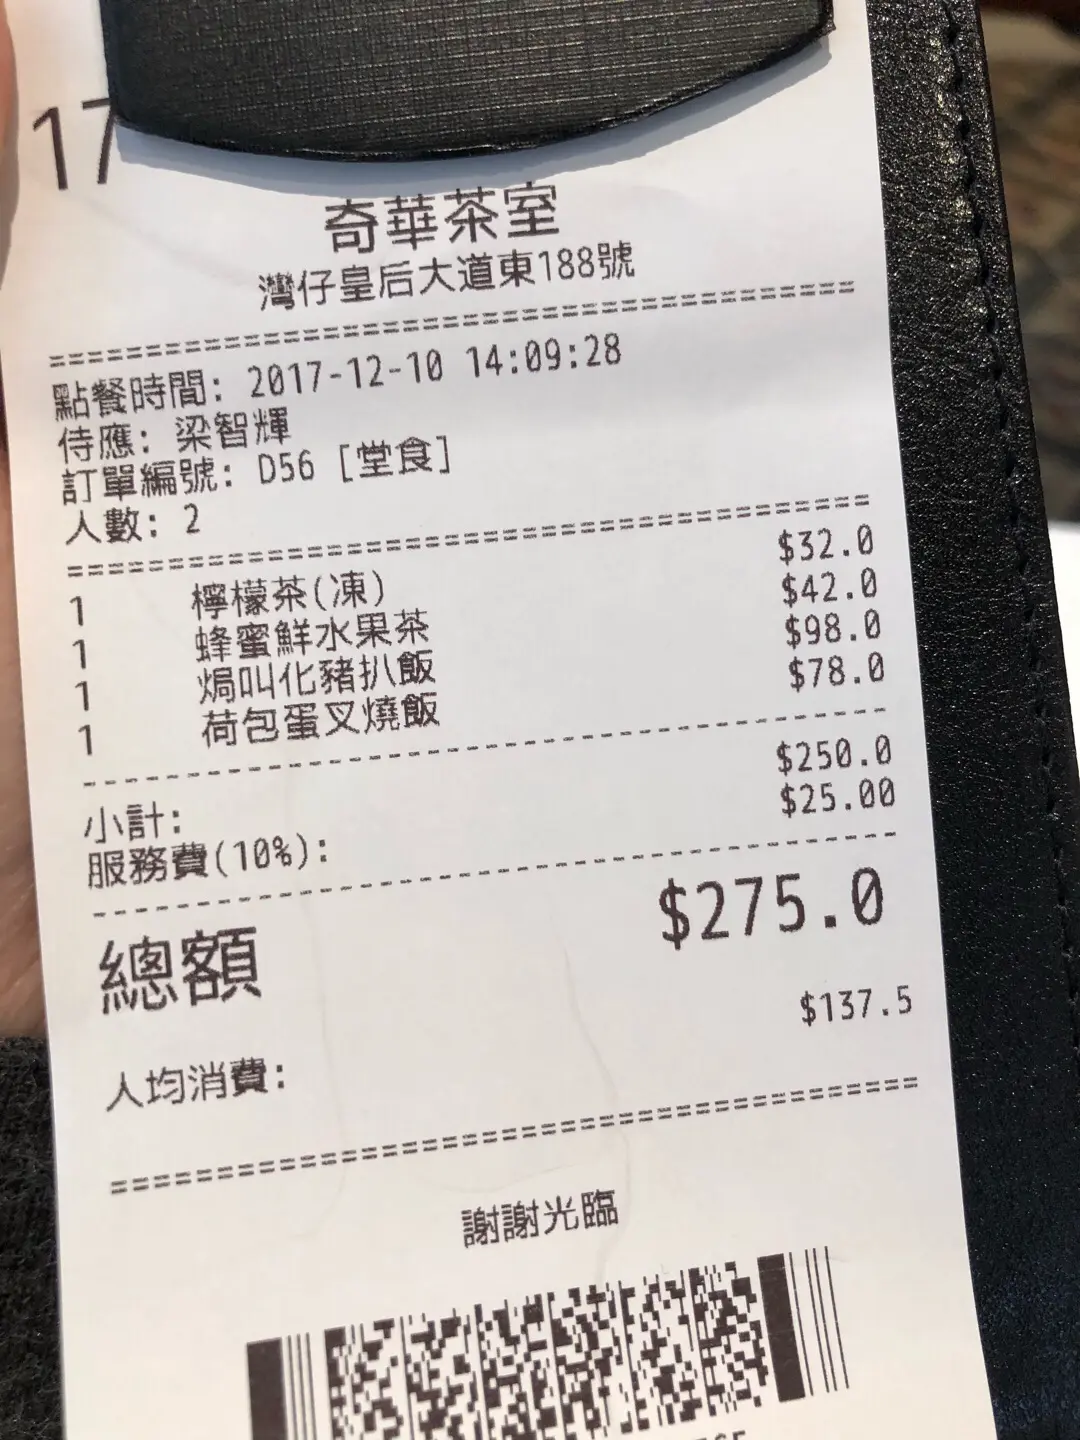 17
奇華茶室
灣仔皇后大道東188號
點餐時間: 2017-12-10 14:09:28
侍應: 梁智輝
訂單編號: D56 [堂食]
人數: 2
1 檸檬茶(凍) $32.0
1 蜂蜜鮮水果茶 $42.0
1 焗叫化豬扒飯 $98.0
1 荷包蛋叉燒飯 $78.0
小計: $250.0
服務費(10%): $25.00
總額 $275.0
人均消費: $137.5
謝謝光臨